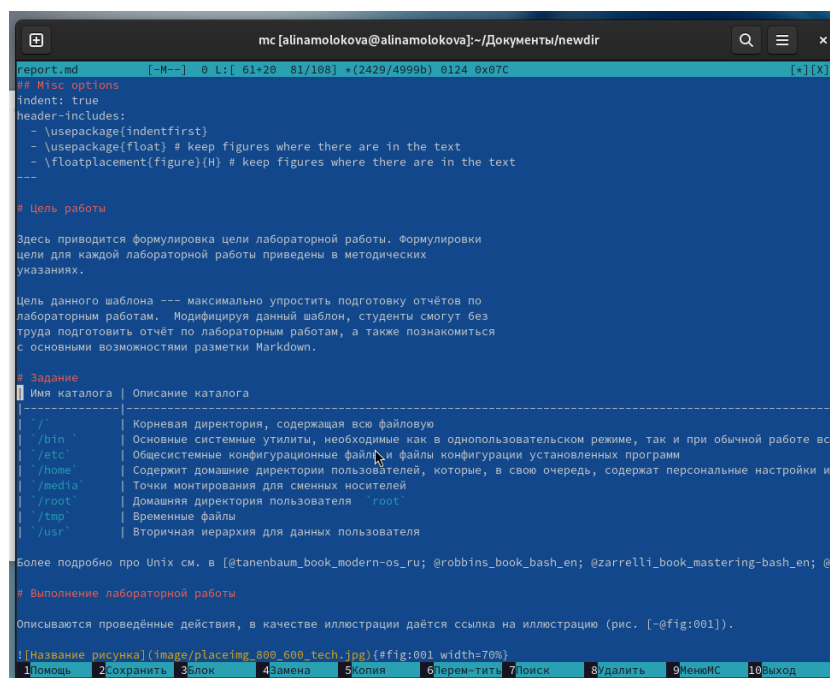 mc [alinamolokova@alinamolokova]:~/Документы/newdir
report.md [-M--] 0 L:[ 61+20 81/108] *(2429/4999b) 0124 0x07C [*][X]
## Misc options
indent: true
header-includes:
- \usepackage{indentfirst}
- \usepackage{float} # keep figures where there are in the text
- \floatplacement{figure}{H} # keep figures where there are in the text
---
# Цель работы
Здесь приводится формулировка цели лабораторной работы. Формулировки
цели для каждой лабораторной работы приведены в методических
указаниях.
Цель данного шаблона --- максимально упростить подготовку отчётов по
лабораторным работам. Модифицируя данный шаблон, студенты смогут без
труда подготовить отчёт по лабораторным работам, а также познакомиться
с основными возможностями разметки Markdown.
# Задание
| Имя каталога | Описание каталога
|--------------|----------------------------------------------------------------------------------------------------
| `/` | Корневая директория, содержащая всю файловую
| `/bin ` | Основные системные утилиты, необходимые как в однопользовательском режиме, так и при обычной работе вс
| `/etc` | Общесистемные конфигурационные файлы и файлы конфигурации установленных программ
| `/home` | Содержит домашние директории пользователей, которые, в свою очередь, содержат персональные настройки и
| `/media` | Точки монтирования для сменных носителей
| `/root` | Домашняя директория пользователя `root`
| `/tmp` | Временные файлы
| `/usr` | Вторичная иерархия для данных пользователя
Более подробно про Unix см. в [@tanenbaum_book_modern-os_ru; @robbins_book_bash_en; @zarrelli_book_mastering-bash_en; @
# Выполнение лабораторной работы
Описываются проведённые действия, в качестве иллюстрации даётся ссылка на иллюстрацию (рис. [-@fig:001]).
![Название рисунка](image/placeimg_800_600_tech.jpg){#fig:001 width=70%}
1Помощь 2Сохранить 3Блок 4Замена 5Копия 6Перем~тить 7Поиск 8Удалить 9МенюMC 10Выход